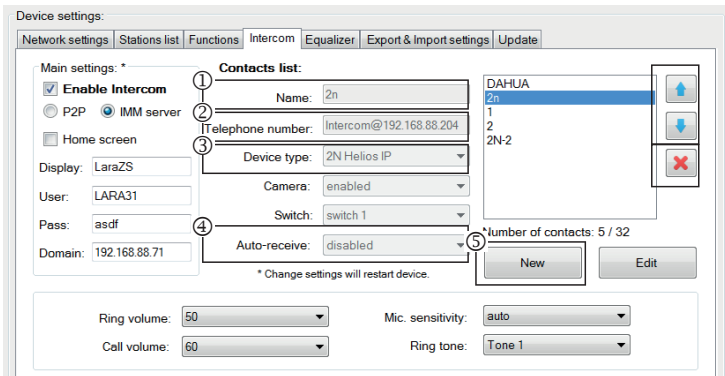 Device settings:
Network settings Stations list Functions Intercom Equalizer Export & Import settings Update
Main settings: *
Enable Intercom
P2P IMM server
Home screen
Display: LaraZS
User: LARA31
Pass: asdf
Domain: 192.168.88.71
Contacts list:
① Name: 2n
② Telephone number: Intercom@192.168.88.204
③ Device type: 2N Helios IP
Camera: enabled
Switch: switch 1
④ Auto-receive: disabled
* Change settings will restart device.
DAHUA
2n
1
2
2N-2
Number of contacts: 5 / 32
⑤ New Edit
Ring volume: 50 Mic. sensitivity: auto
Call volume: 60 Ring tone: Tone 1